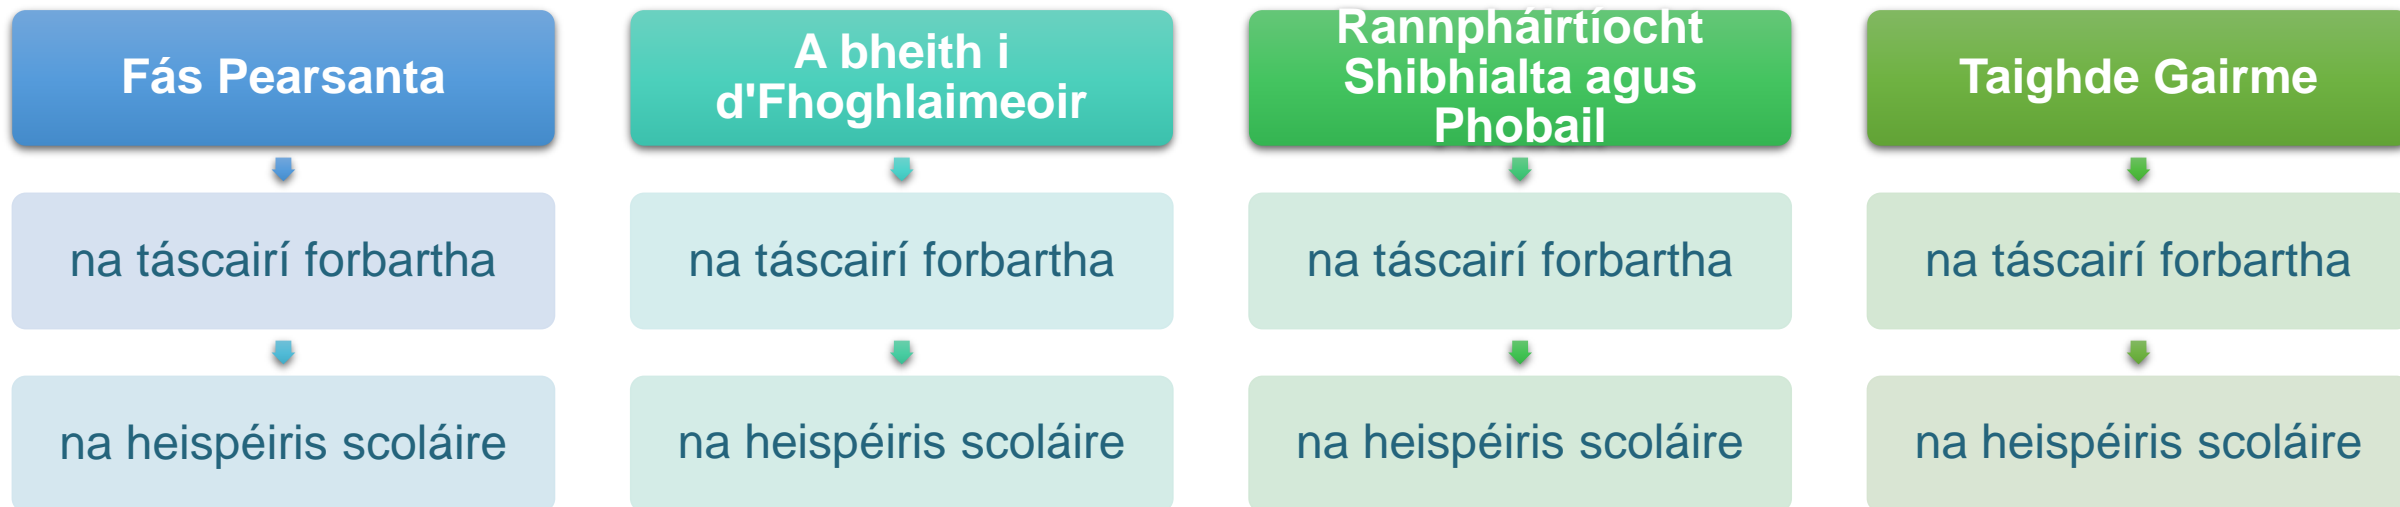 Fás Pearsanta
na táscairí forbartha
na heispéiris scoláire
A bheith i
d'Fhoghlaimeoir
na táscairí forbartha
na heispéiris scoláire
Rannpháirtíocht
Shibhialta agus
Phobail
na táscairí forbartha
na heispéiris scoláire
Taighde Gairme
na táscairí forbartha
na heispéiris scoláire